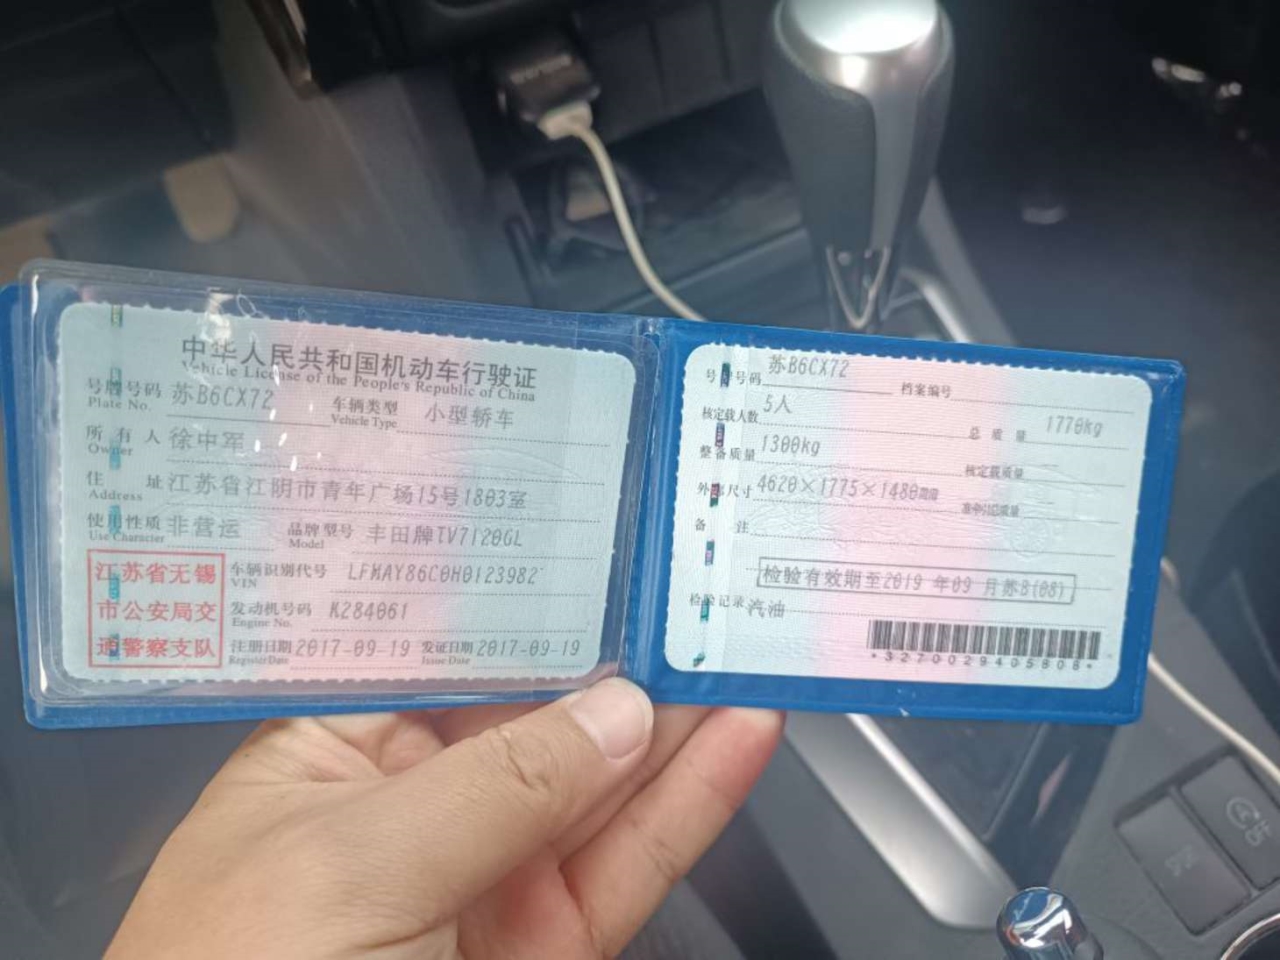 中华人民共和国机动车行驶证
Vehicle License of the People's Republic of China
号牌号码 苏B6CX72 车辆类型 小型轿车
Plate No. Vehicle Type
所有人 徐中军
Owner
住址 江苏省江阴市青年广场15号1803室
Address
使用性质 非营运 品牌型号 丰田牌TV7120GL
Use Character Model
江苏省无锡
市公安局交
通警察支队
车辆识别代号 LFMAY86C0H0123982
VIN
发动机号码 K284061
Engine No.
注册日期 2017-09-19 发证日期 2017-09-19
Register Date Issue Date
号牌号码 苏B6CX72 档案编号
核定载人数 5人 总质量 1770kg
整备质量 1300kg 核定载质量
外廓尺寸 4620×1775×1480mm 准牵引总质量
备注
检验有效期至2019年09月苏B(08)
检验记录 汽油
*3270029405808*